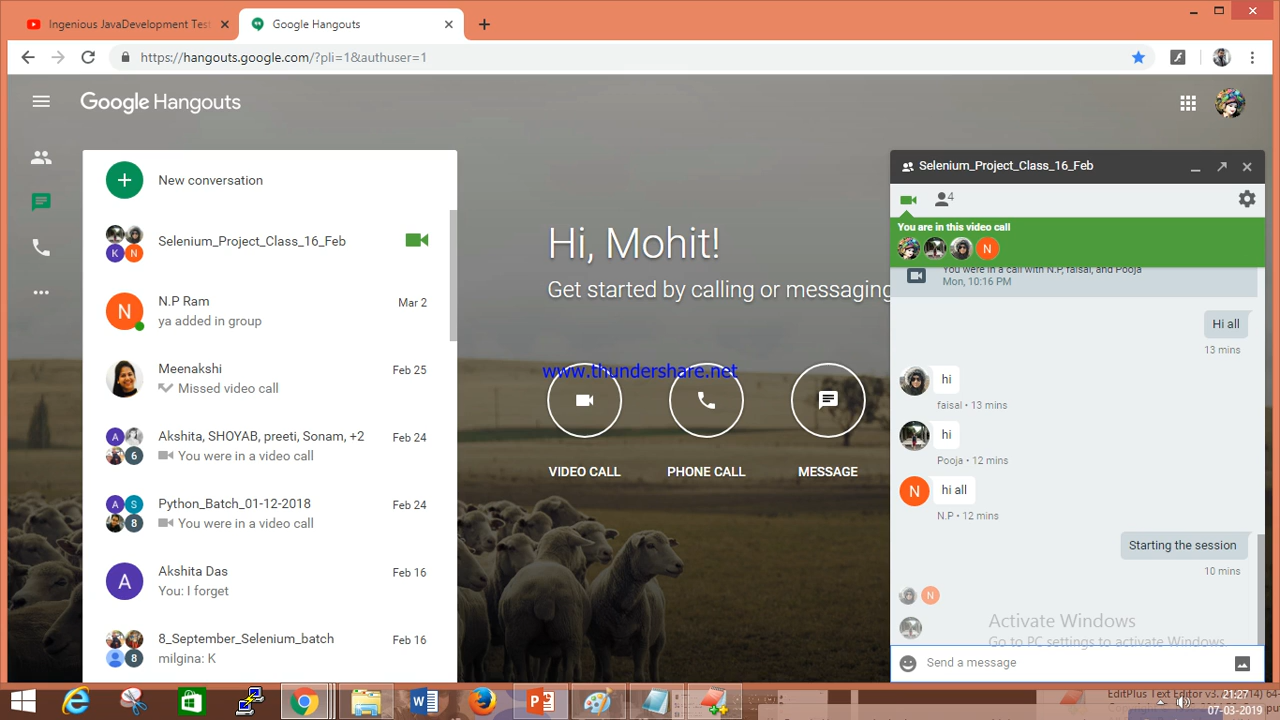 Ingenious JavaDevelopment Tes
Google Hangouts
https://hangouts.google.com/?pli=1&authuser=1
Google Hangouts
New conversation
Selenium_Project_Class_16_Feb
K N
N
N.P Ram
Mar 2
ya added in group
Meenakshi
Feb 25
Missed video call
A
6
Akshita, SHOYAB, preeti, Sonam, +2
Feb 24
You were in a video call
A S
8
Python_Batch_01-12-2018
Feb 24
You were in a video call
A
Akshita Das
Feb 16
You: I forget
8
8_September_Selenium_batch
Feb 16
milgina: K
Hi, Mohit!
Get started by calling or messaging
www.thundershare.net
VIDEO CALL
PHONE CALL
MESSAGE
Selenium_Project_Class_16_Feb
4
You are in this video call
N
You were in a call with N.P, faisal, and Pooja
Mon, 10:16 PM
Hi all
13 mins
hi
faisal • 13 mins
hi
Pooja • 12 mins
N
hi all
N.P • 12 mins
Starting the session
10 mins
N
Activate Windows
Go to PC settings to activate Windows
Send a message
21:27
07-03-2019